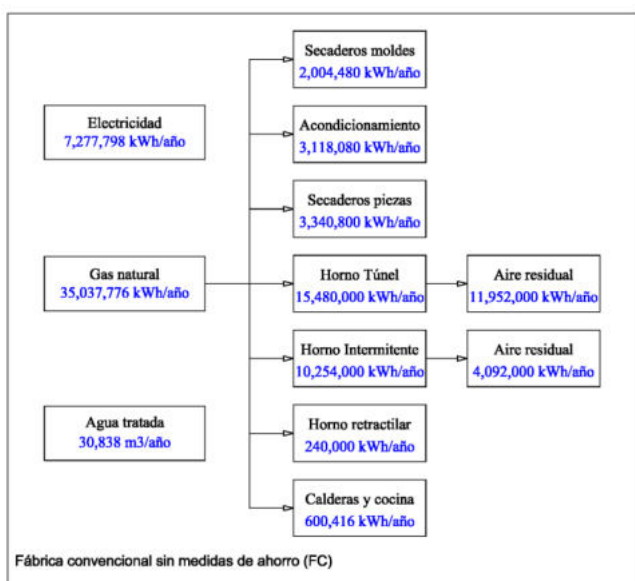 Secaderos moldes
2,004,480 kWh/año
Electricidad
7,277,798 kWh/año
Acondicionamiento
3,118,080 kWh/año
Secaderos piezas
3,340,800 kWh/año
Gas natural
35,037,776 kWh/año
Horno Túnel
15,480,000 kWh/año
Aire residual
11,952,000 kWh/año
Horno Intermitente
10,254,000 kWh/año
Aire residual
4,092,000 kWh/año
Agua tratada
30,838 m3/año
Horno retractilar
240,000 kWh/año
Calderas y cocina
600,416 kWh/año
Fábrica convencional sin medidas de ahorro (FC)